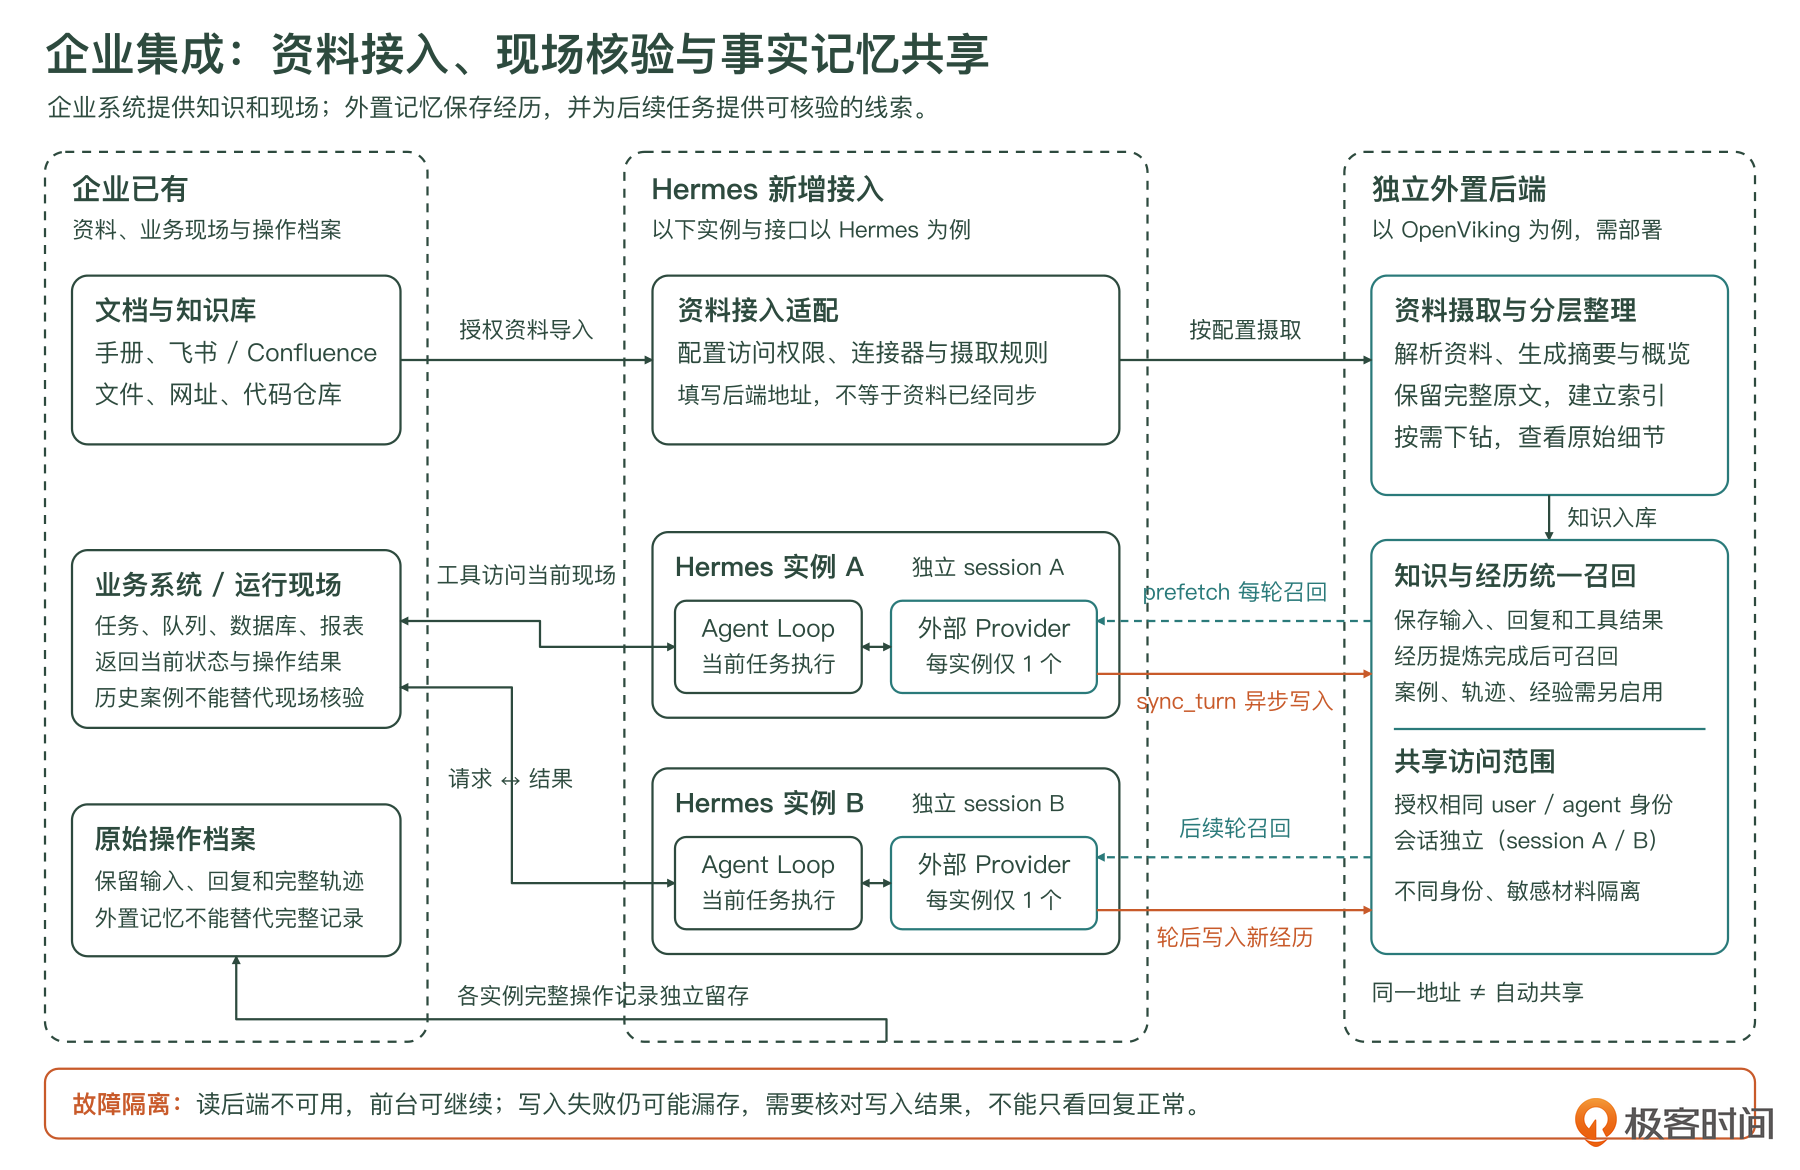 企业集成：资料接入、现场核验与事实记忆共享
企业系统提供知识和现场；外置记忆保存经历，并为后续任务提供可核验的线索。
企业已有
资料、业务现场与操作档案
文档与知识库
手册、飞书 / Confluence
文件、网址、代码仓库
业务系统 / 运行现场
任务、队列、数据库、报表
返回当前状态与操作结果
历史案例不能替代现场核验
原始操作档案
保留输入、回复和完整轨迹
外置记忆不能替代完整记录
授权资料导入
工具访问当前现场
请求 ↔ 结果
各实例完整操作记录独立留存
Hermes 新增接入
以下实例与接口以 Hermes 为例
资料接入适配
配置访问权限、连接器与摄取规则
填写后端地址，不等于资料已经同步
Hermes 实例 A
独立 session A
Agent Loop
当前任务执行
外部 Provider
每实例仅 1 个
Hermes 实例 B
独立 session B
Agent Loop
当前任务执行
外部 Provider
每实例仅 1 个
按配置摄取
prefetch 每轮召回
sync_turn 异步写入
后续轮召回
轮后写入新经历
独立外置后端
以 OpenViking 为例，需部署
资料摄取与分层整理
解析资料、生成摘要与概览
保留完整原文，建立索引
按需下钻，查看原始细节
知识入库
知识与经历统一召回
保存输入、回复和工具结果
经历提炼完成后可召回
案例、轨迹、经验需另启用
共享访问范围
授权相同 user / agent 身份
会话独立（session A / B）
不同身份、敏感材料隔离
同一地址 ≠ 自动共享
故障隔离：读后端不可用，前台可继续；写入失败仍可能漏存，需要核对写入结果，不能只看回复正常。
极客时间